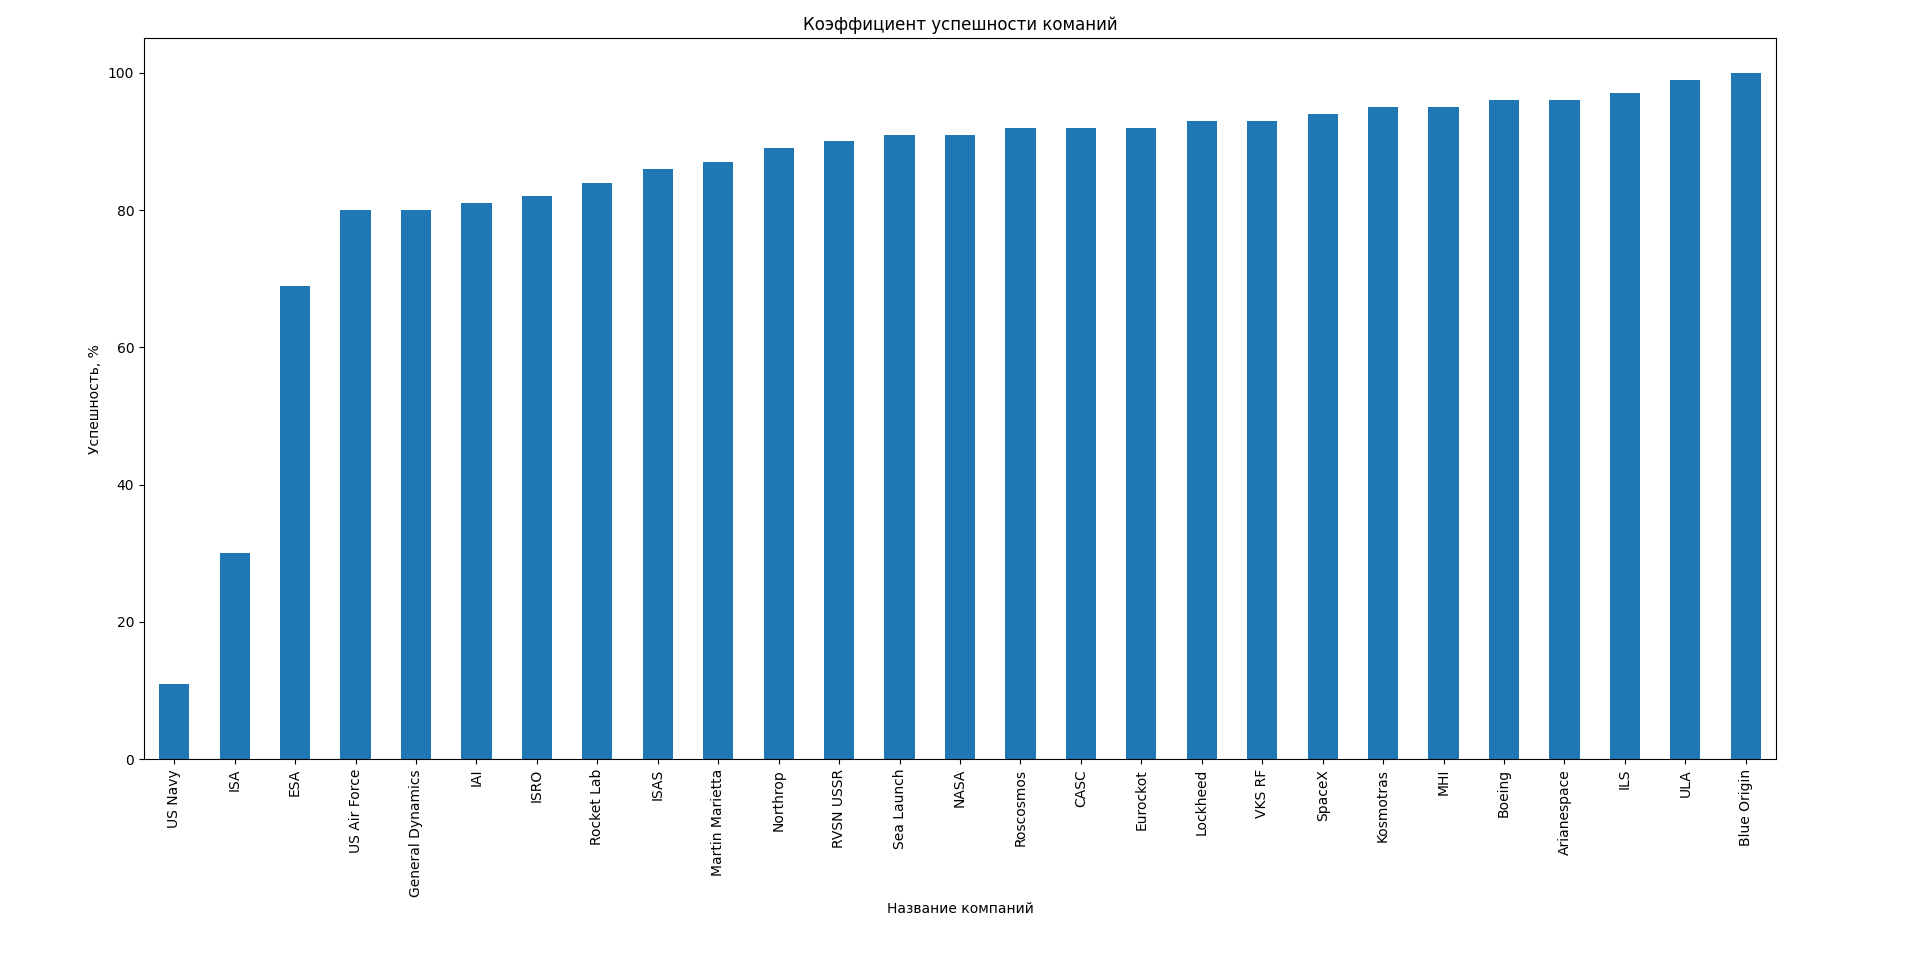 Коэффициент успешности команий
Успешность, %
100
80
60
40
20
0
US Navy
ISA
ESA
US Air Force
General Dynamics
IAI
ISRO
Rocket Lab
ISAS
Martin Marietta
Northrop
RVSN USSR
Sea Launch
NASA
Roscosmos
CASC
Eurockot
Lockheed
VKS RF
SpaceX
Kosmotras
MHI
Boeing
Arianespace
ILS
ULA
Blue Origin
Название компаний